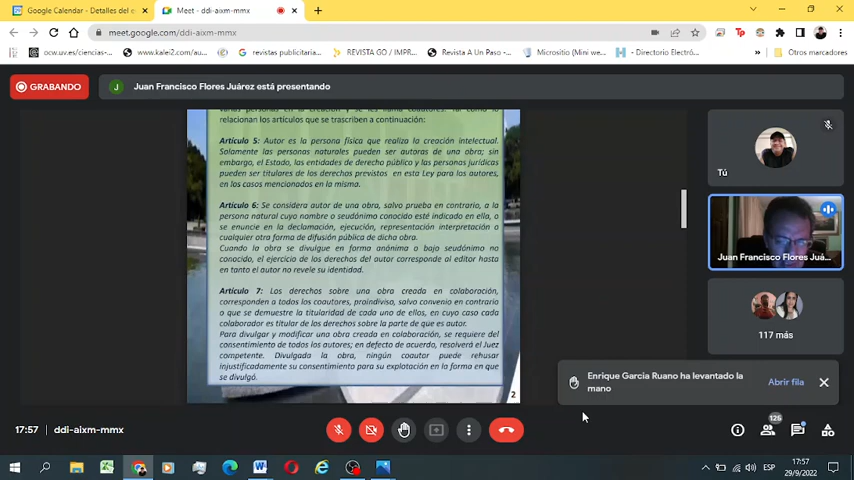 Google Calendar - Detalles del e
Meet - ddi-aixm-mmx
meet.google.com/ddi-aixm-mmx
ocw.uv.es/ciencias-...
www.kalei2.com/auc...
revistas publicitaria...
REVISTA GO / IMPR...
Revista A Un Paso -...
Micrositio (Mini we...
- Directorio Electró...
Otros marcadores
GRABANDO
J
Juan Francisco Flores Juárez está presentando
relacionan los artículos que se trascriben a continuación:
Artículo 5: Autor es la persona física que realiza la creación intelectual.
Solamente las personas naturales pueden ser autoras de una obra; sin
embargo, el Estado, las entidades de derecho público y las personas jurídicas
pueden ser titulares de los derechos previstos en esta Ley para los autores,
en los casos mencionados en la misma.
Artículo 6: Se considera autor de una obra, salvo prueba en contrario, a la
persona natural cuyo nombre o seudónimo conocido esté indicado en ella, o
se enuncie en la declamación, ejecución, representación interpretación o
cualquier otra forma de difusión pública de dicha obra.
Cuando la obra se divulgue en forma anónima o bajo seudónimo no
conocido, el ejercicio de los derechos del autor corresponde al editor hasta
en tanto el autor no revele su identidad.
Artículo 7: Los derechos sobre una obra creada en colaboración,
corresponden a todos los coautores, proindiviso, salvo convenio en contrario
o que se demuestre la titularidad de cada uno de ellos, en cuyo caso cada
colaborador es titular de los derechos sobre la parte de que es autor.
Para divulgar y modificar una obra creada en colaboración, se requiere del
consentimiento de todos los autores; en defecto de acuerdo, resolverá el Juez
competente. Divulgada la obra, ningún coautor puede rehusar
injustificadamente su consentimiento para su explotación en la forma en que
se divulgó.
2
Tú
Juan Francisco Flores Juá...
117 más
Enrique Garcia Ruano ha levantado la
mano
Abrir fila
17:57
ddi-aixm-mmx
126
ESP
17:57
29/9/2022